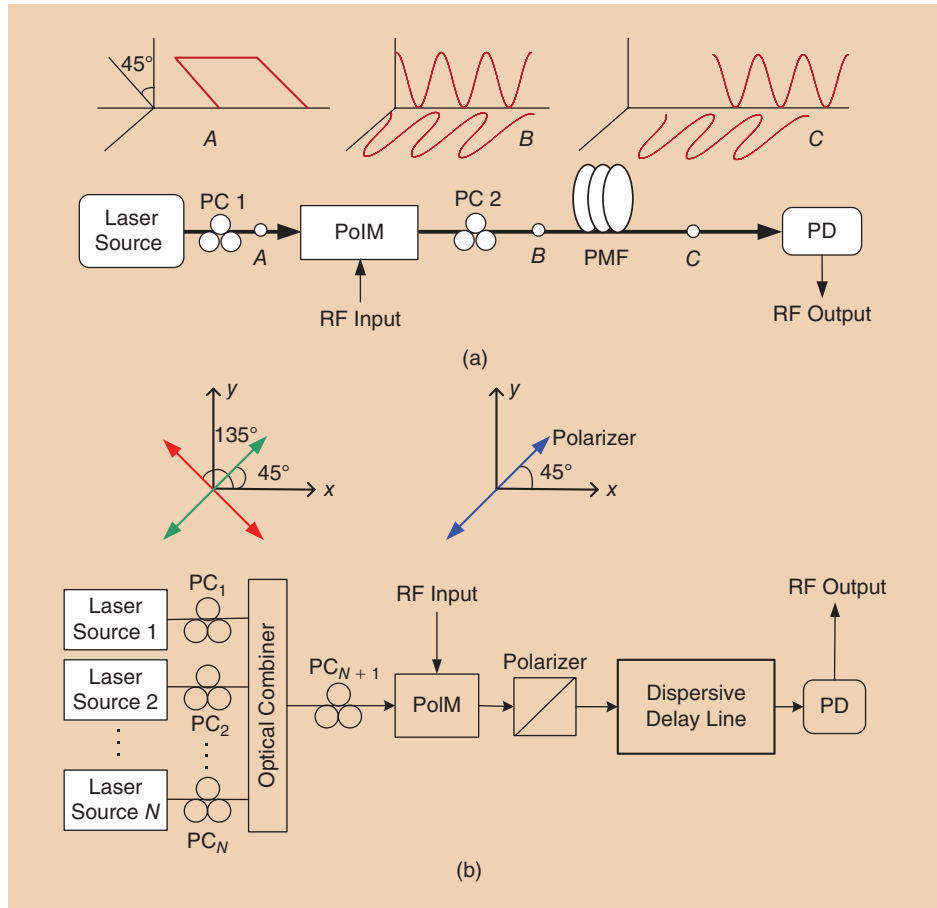 45°
A
B
C
Laser
Source
PC 1
A
PolM
PC 2
B
PMF
C
PD
RF Input
RF Output
(a)
y
135°
45°
x
y
Polarizer
45°
x
Laser
Source 1
PC1
Laser
Source 2
PC2
Laser
Source N
PCN
Optical Combiner
PCN + 1
RF Input
PolM
Polarizer
Dispersive
Delay Line
PD
RF Output
(b)